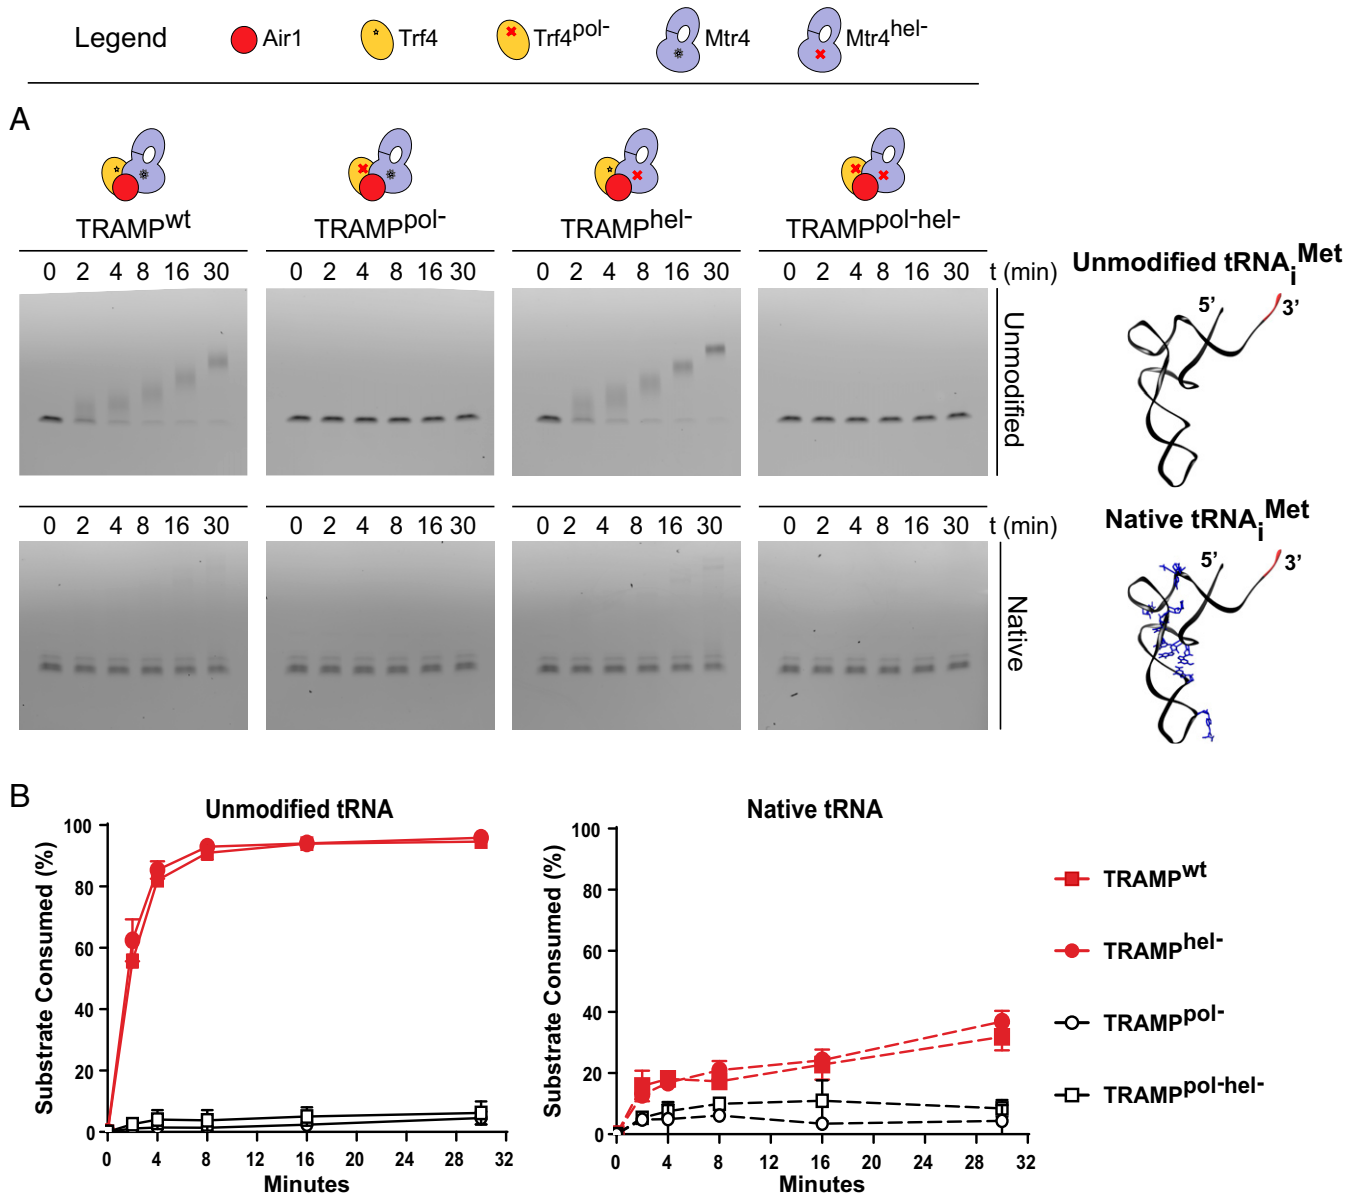 Legend Air1 Trf4 Trf4pol- Mtr4 Mtr4hel-
A
TRAMPwt TRAMPpol- TRAMPhel- TRAMPpol-hel-
0 2 4 8 16 30 0 2 4 8 16 30 0 2 4 8 16 30 0 2 4 8 16 30 t (min)
Unmodified
Unmodified tRNAiMet
5’ 3’
0 2 4 8 16 30 0 2 4 8 16 30 0 2 4 8 16 30 0 2 4 8 16 30 t (min)
Native
Native tRNAiMet
5’ 3’
B
Unmodified tRNA
Substrate Consumed (%)
100
80
60
40
20
0
0 4 8 12 16 20 24 28 32
Minutes
Native tRNA
Substrate Consumed (%)
100
80
60
40
20
0
0 4 8 12 16 20 24 28 32
Minutes
TRAMPwt
TRAMPhel-
TRAMPpol-
TRAMPpol-hel-